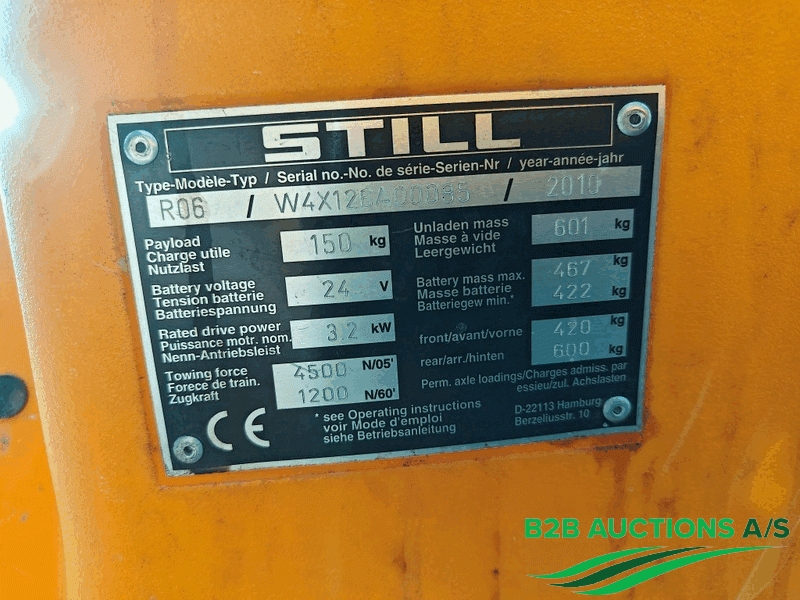 STILL
Type-Modèle-Typ / Serial no.-No. de série-Serien-Nr / year-année-jahr
R06 / / 2010
Payload
Charge utile
Nutzlast
150 kg
Battery voltage
Tension batterie
Batteriespannung
24 V
Rated drive power
Puissance motr. nom.
Nenn-Antriebsleist
3.2 kW
Towing force
Forece de train.
Zugkraft
4500 N/05'
1200 N/60'
Unladen mass
Masse à vide
Leergewicht
601 kg
Battery mass max.
Masse batterie
Batteriegew min.*
467 kg
422 kg
front/avant/vorne
420 kg
rear/arr./hinten
600 kg
Perm. axle loadings/Charges admiss. par
essieu/zul. Achslasten
CE
* see Operating instructions
voir Mode d'emploi
siehe Betriebsanleitung
D-22113 Hamburg
Berzeliusstr. 10
B2B AUCTIONS A/S